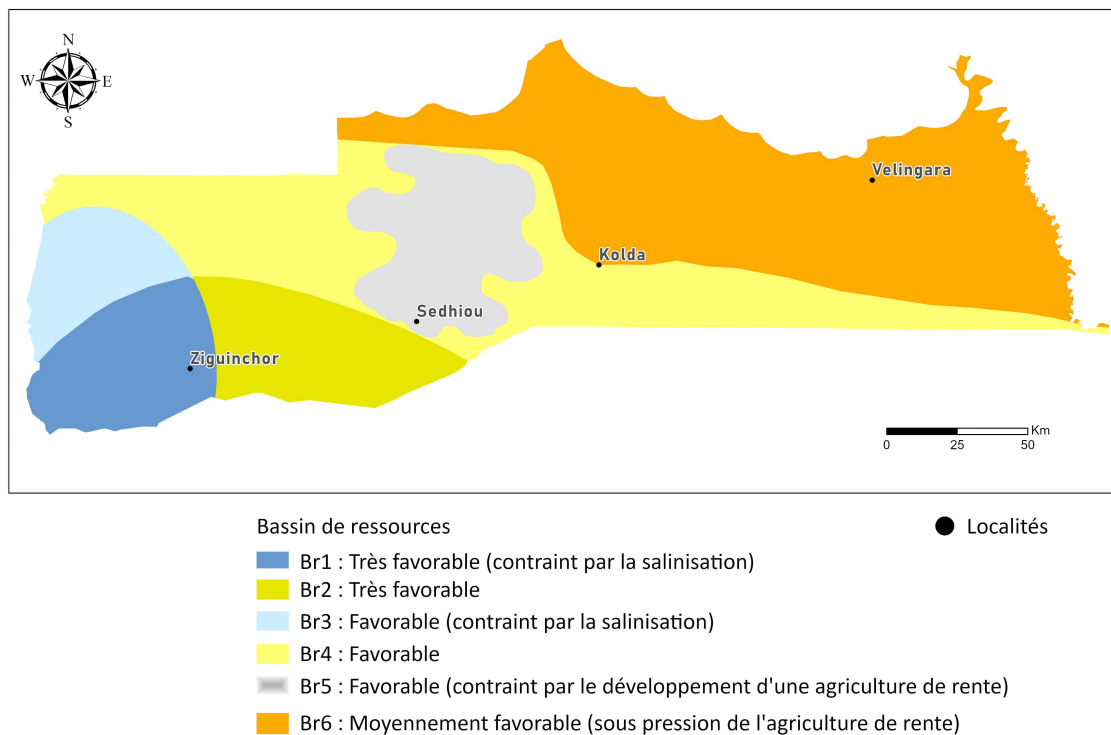 N
W E
S
Velingara
Kolda
Sedhiou
Ziguinchor
Km
0 25 50
Bassin de ressources
Localités
Br1 : Très favorable (contraint par la salinisation)
Br2 : Très favorable
Br3 : Favorable (contraint par la salinisation)
Br4 : Favorable
Br5 : Favorable (contraint par le développement d'une agriculture de rente)
Br6 : Moyennement favorable (sous pression de l'agriculture de rente)